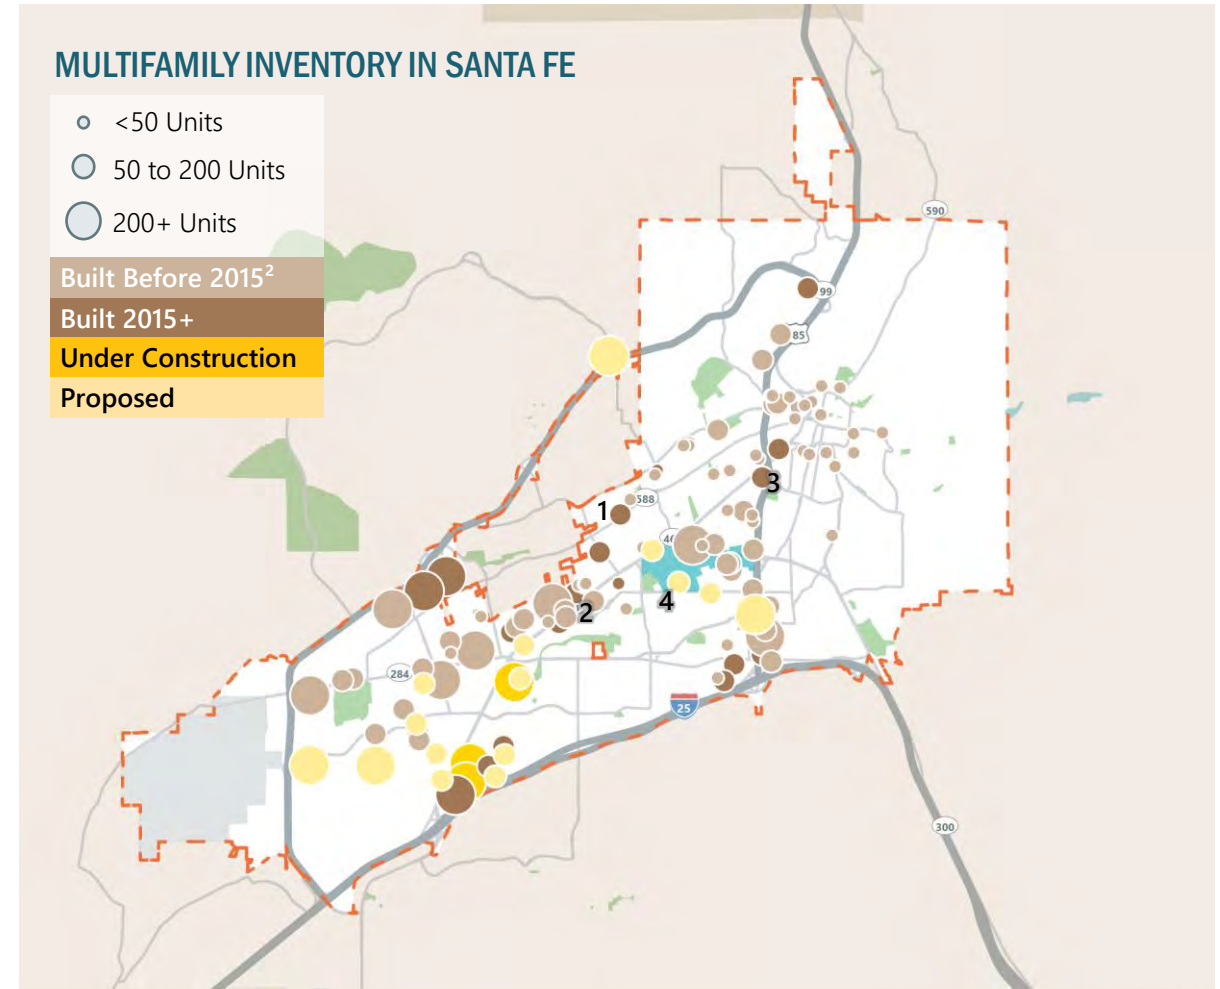 MULTIFAMILY INVENTORY IN SANTA FE
<50 Units
50 to 200 Units
200+ Units
Built Before 2015²
Built 2015+
Under Construction
Proposed
590
99
85
3
588
1
46
4
2
284
25
300